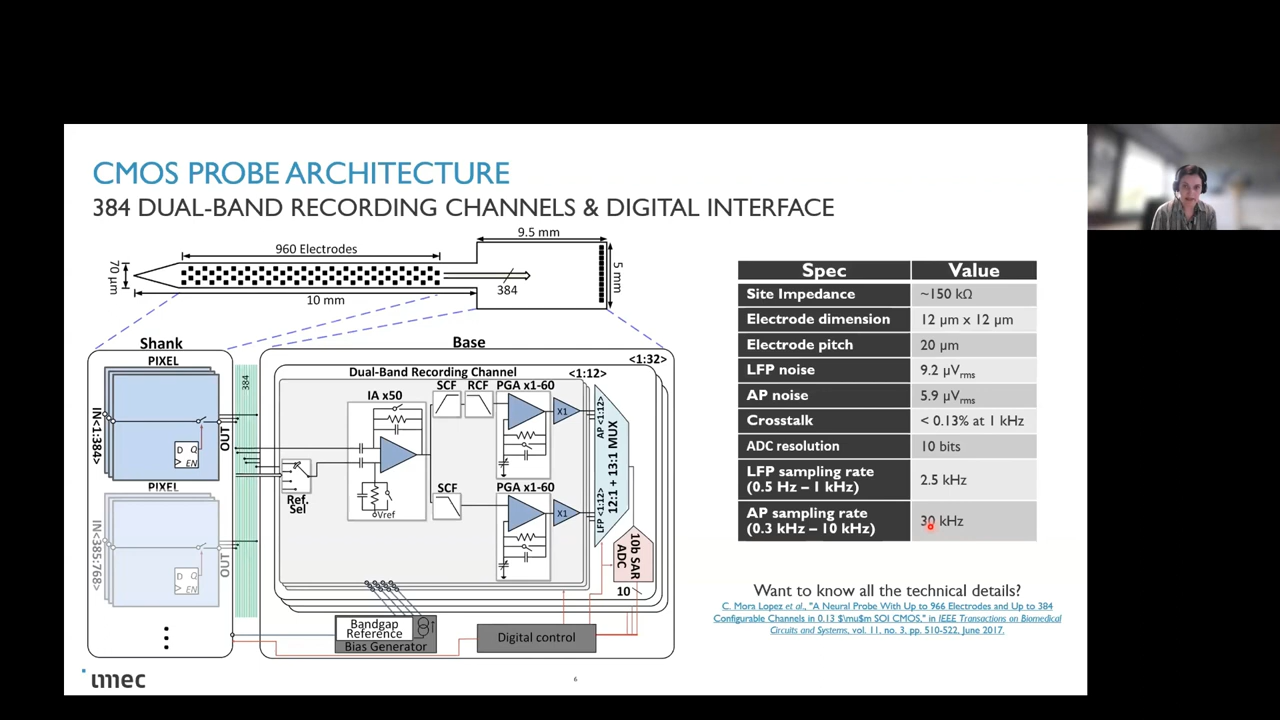 CMOS PROBE ARCHITECTURE
384 DUAL-BAND RECORDING CHANNELS & DIGITAL INTERFACE
9.5 mm
960 Electrodes
70 µm
384
5 mm
10 mm
Shank
PIXEL
IN<1:384>
D Q
EN
OUT
PIXEL
IN<385:768>
D Q
EN
OUT
384
Base
<1:32>
Dual-Band Recording Channel
<1:12>
IA x50
SCF
RCF
PGA x1-60
X1
AP <1:12>
Ref.
Sel
Vref
SCF
PGA x1-60
X1
LFP <1:12>
12:1 + 13:1 MUX
10b SAR
ADC
10
Bandgap
Reference
Bias Generator
Digital control
Spec Value
Site Impedance ~150 kΩ
Electrode dimension 12 µm x 12 µm
Electrode pitch 20 µm
LFP noise 9.2 µVrms
AP noise 5.9 µVrms
Crosstalk < 0.13% at 1 kHz
ADC resolution 10 bits
LFP sampling rate
(0.5 Hz – 1 kHz) 2.5 kHz
AP sampling rate
(0.3 kHz – 10 kHz) 30 kHz
Want to know all the technical details?
C. Mora Lopez et al., "A Neural Probe With Up to 966 Electrodes and Up to 384
Configurable Channels in 0.13 $\mu$m SOI CMOS," in IEEE Transactions on Biomedical
Circuits and Systems, vol. 11, no. 3, pp. 510-522, June 2017.
imec
6